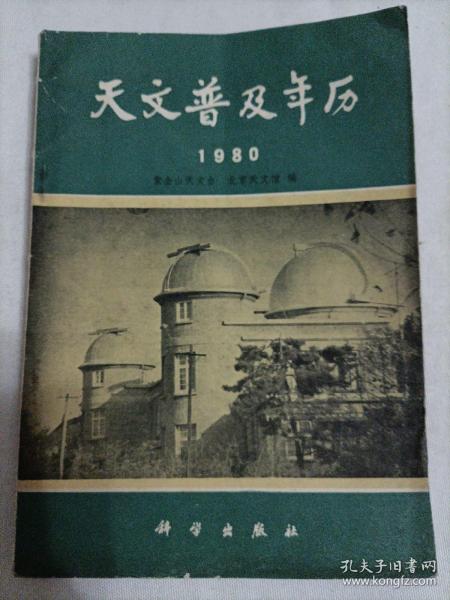 天文普及年历
1980
紫金山天文台 北京天文馆 编
科学出版社
孔夫子旧书网
www.kongfz.com